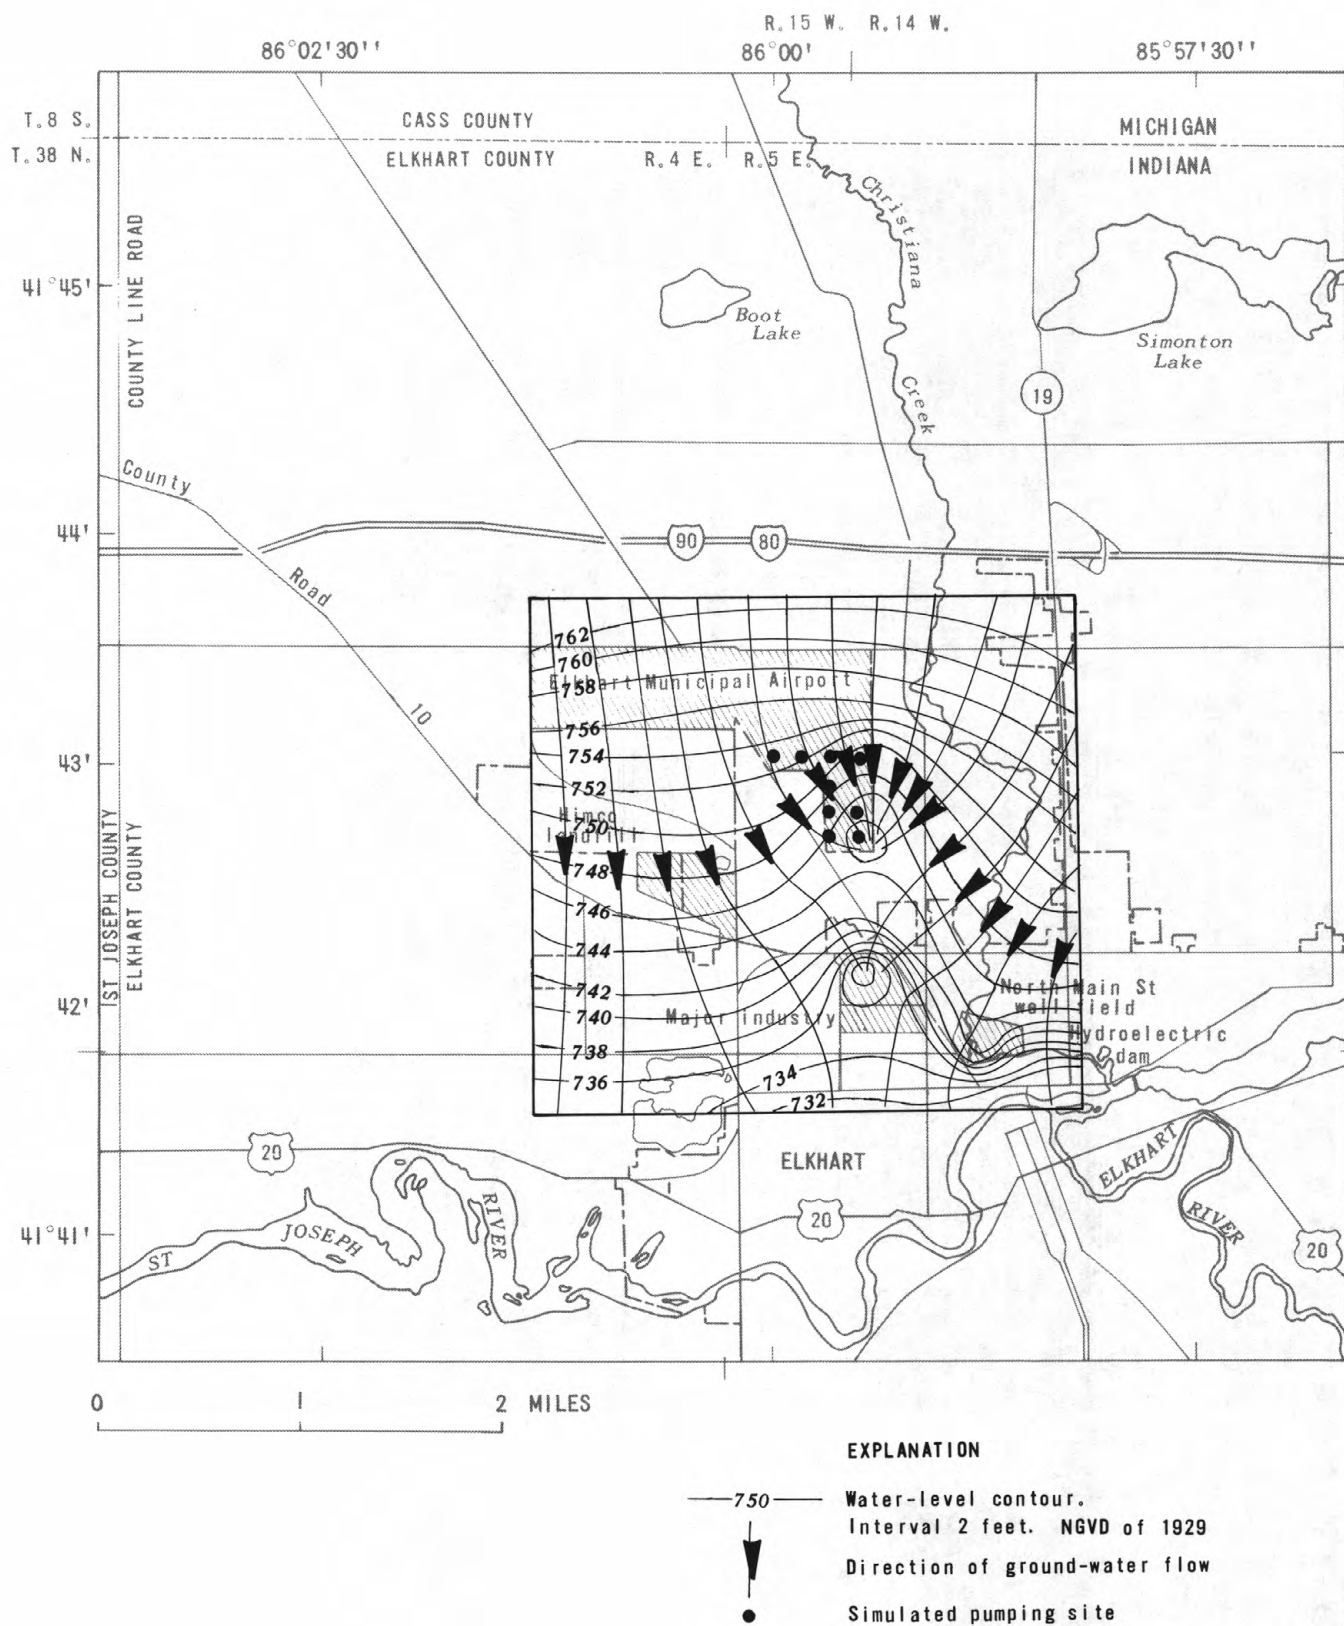 R.15 W. R.14 W.
86°02'30'' 86°00' 85°57'30''
T.8 S.
CASS COUNTY
MICHIGAN
T.38 N.
ELKHART COUNTY
R.4 E. R.5 E.
INDIANA
COUNTY LINE ROAD
Christiana
Creek
41°45'
Boot
Lake
Simonton
Lake
19
County
Road
10
44'
90
80
762
760
Elkhart Municipal Airport
758
756
754
43'
752
Himco
750
landfill
748
746
744
ST JOSEPH COUNTY
ELKHART COUNTY
742
42'
North Main St
well field
740
Major industry
Hydroelectric
dam
738
736
734
732
20
ELKHART
ELKHART
RIVER
20
20
41°41'
ST
JOSEPH
RIVER
0 1 2 MILES
EXPLANATION
750
Water-level contour.
Interval 2 feet. NGVD of 1929
Direction of ground-water flow
Simulated pumping site